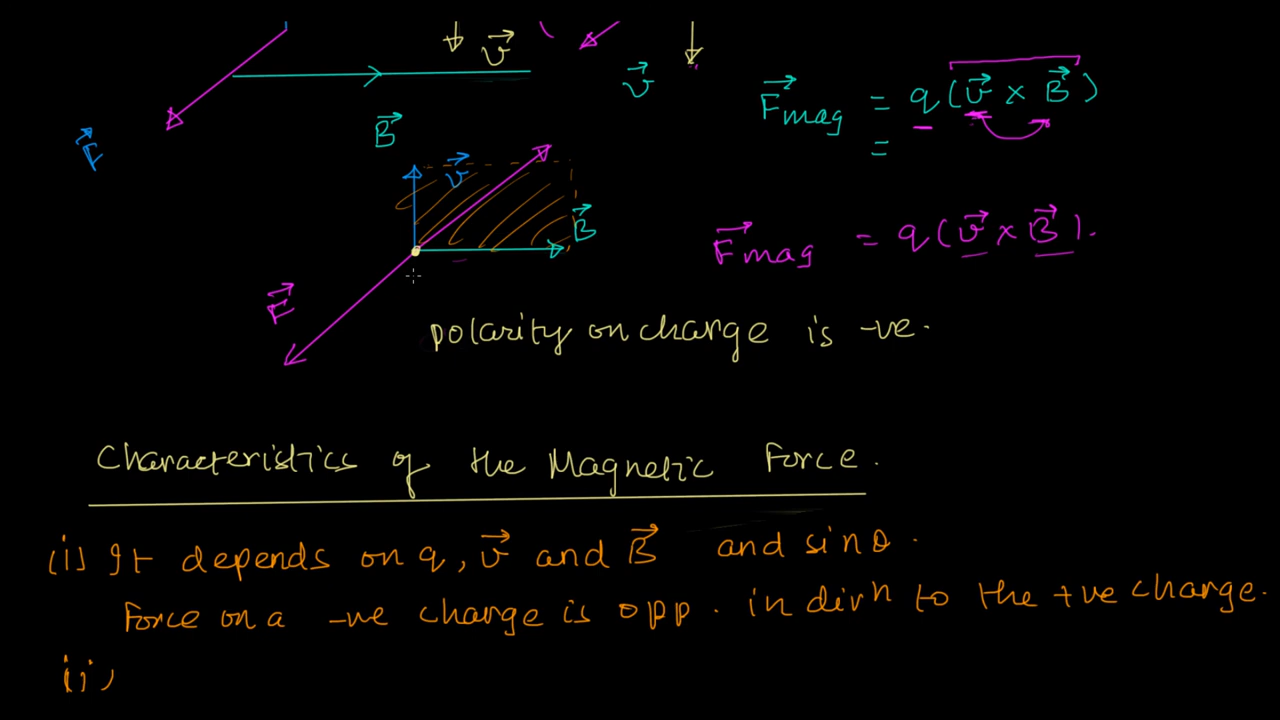 v⃗
v⃗
F⃗mag = q(v⃗ × B⃗)
=
B⃗
F⃗
v⃗
B⃗
F⃗mag = q(v⃗ × B⃗).
F⃗
polarity on charge is -ve.
Characteristics of the Magnetic Force.
(i) It depends on q, v⃗ and B⃗ and sinθ.
Force on a -ve charge is opp. in dirⁿ to the +ve charge.
ii)